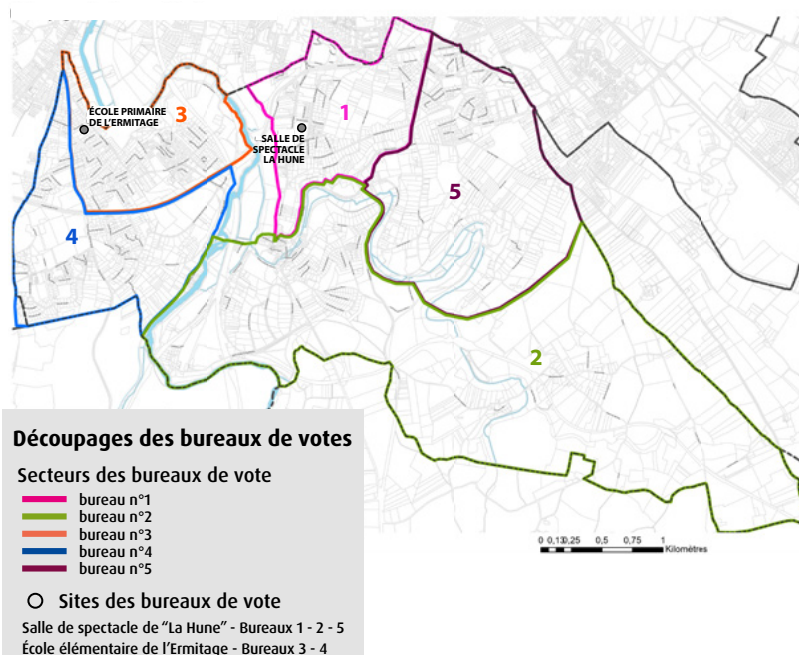 ÉCOLE PRIMAIRE
DE L'ERMITAGE
3
1
SALLE DE
SPECTACLE
LA HUNE
5
4
2
Découpages des bureaux de votes
Secteurs des bureaux de vote
bureau n°1
bureau n°2
bureau n°3
bureau n°4
bureau n°5
Sites des bureaux de vote
Salle de spectacle de "La Hune" - Bureaux 1 - 2 - 5
École élémentaire de l'Ermitage - Bureaux 3 - 4
0 0,13 0,25 0,5 0,75 1
Kilomètres